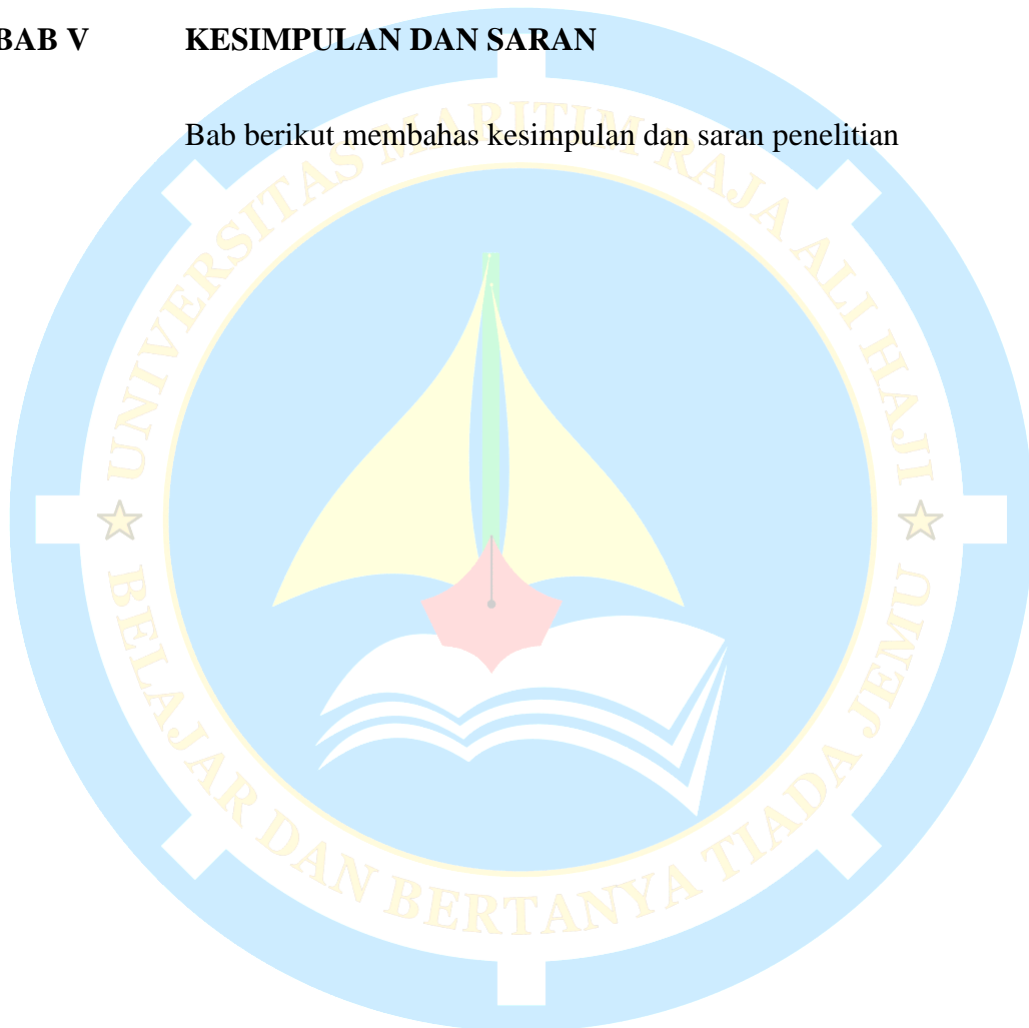 BAB V KESIMPULAN DAN SARAN
Bab berikut membahas kesimpulan dan saran penelitian
UNIVERSITAS MARITIM RAJA ALI HAJI
BELAJAR DAN BERTANYA TIADA JEMU